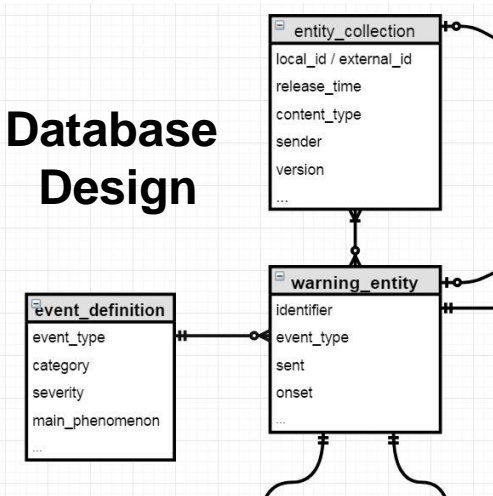 Database
Design
entity_collection
local_id / external_id
release_time
content_type
sender
version
...
warning_entity
identifier
event_type
sent
onset
...
event_definition
event_type
category
severity
main_phenomenon
...